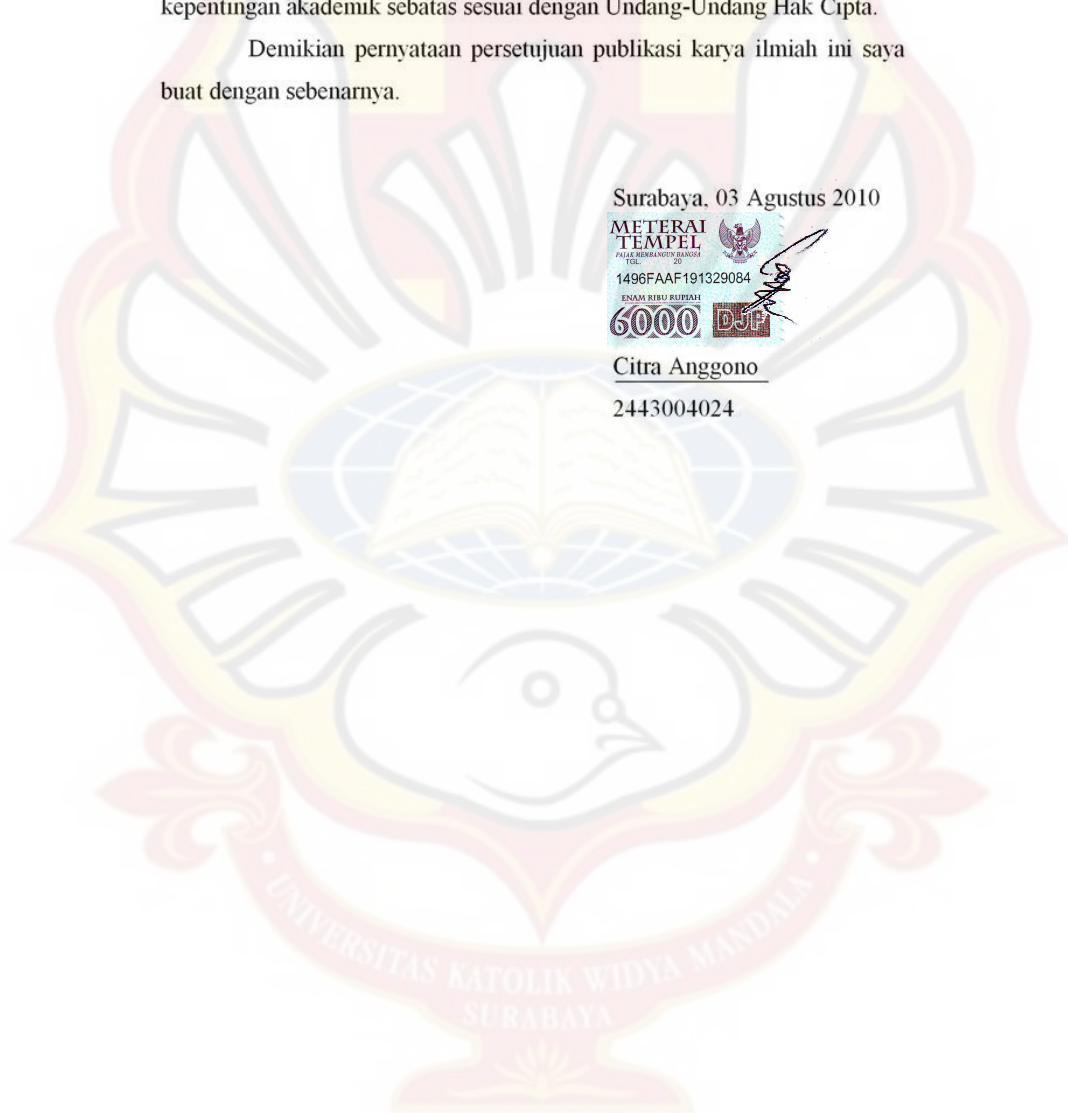 kepentingan akademik sebatas sesuai dengan Undang-Undang Hak Cipta.
Demikian pernyataan persetujuan publikasi karya ilmiah ini saya
buat dengan sebenarnya.
Surabaya, 03 Agustus 2010
METERAI
TEMPEL
PAJAK MEMBANGUN BANGSA
TGL. 20
1496FAAF191329084
ENAM RIBU RUPIAH
6000 DJP
Citra Anggono
2443004024
UNIVERSITAS KATOLIK WIDYA MANDALA
SURABAYA